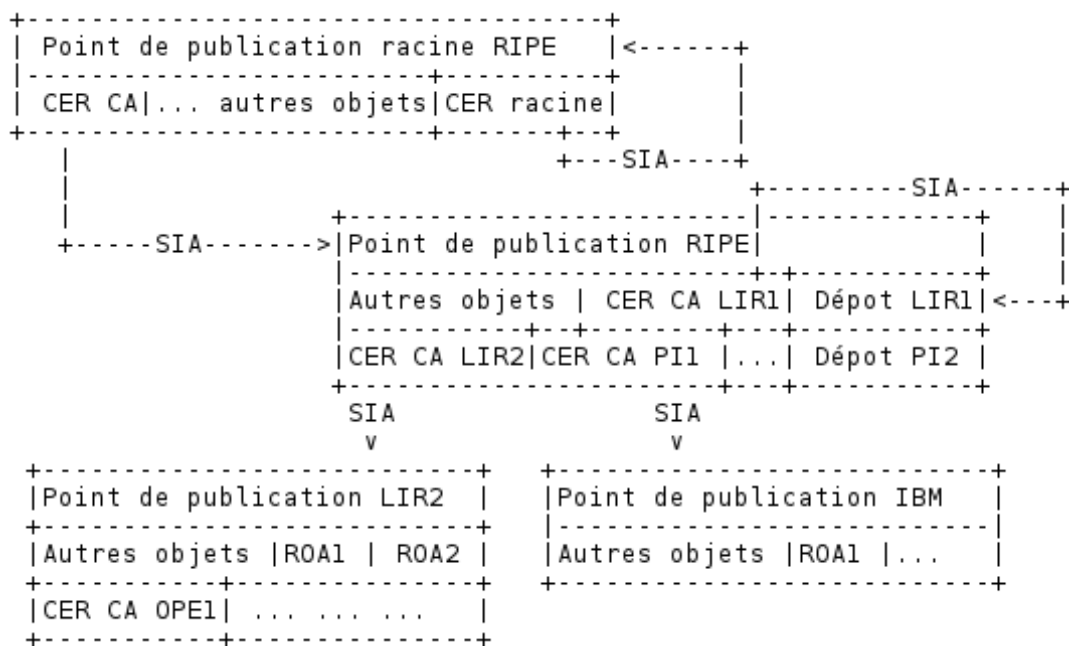 Point de publication racine RIPE
CER CA|... autres objets|CER racine
SIA
SIA
SIA
Point de publication RIPE
Autres objets | CER CA LIR1| Dépot LIR1
CER CA LIR2|CER CA PI1 |...| Dépot PI2
SIA SIA
Point de publication LIR2 Point de publication IBM
Autres objets |ROA1 | ROA2 Autres objets |ROA1 |...
CER CA OPE1| ... ... ...